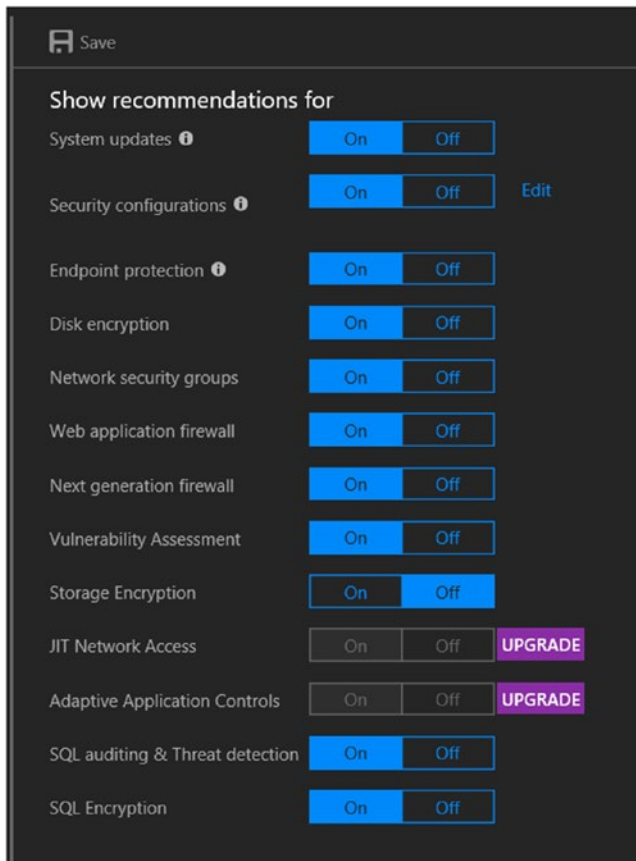 Save
Show recommendations for
System updates On Off
Security configurations On Off Edit
Endpoint protection On Off
Disk encryption On Off
Network security groups On Off
Web application firewall On Off
Next generation firewall On Off
Vulnerability Assessment On Off
Storage Encryption On Off
JIT Network Access On Off UPGRADE
Adaptive Application Controls On Off UPGRADE
SQL auditing & Threat detection On Off
SQL Encryption On Off